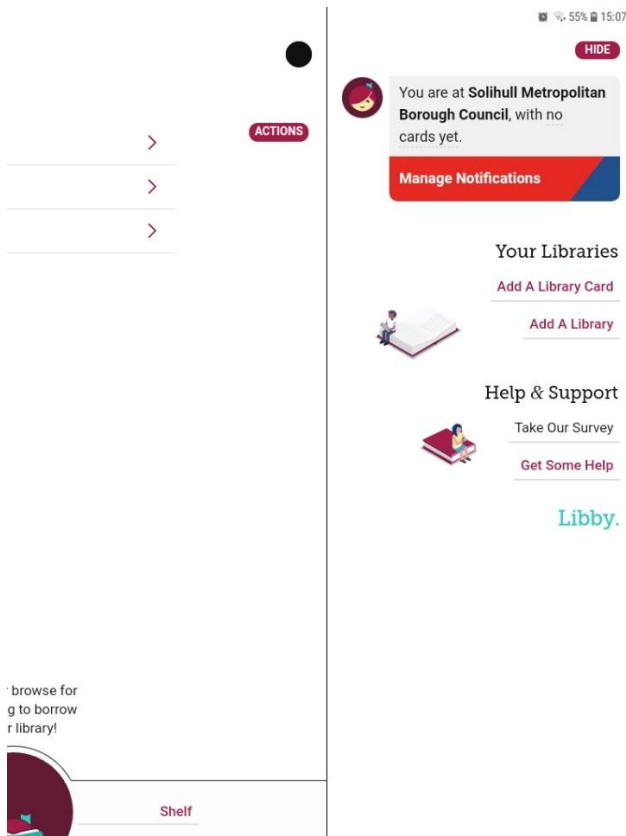 55% 15:07
HIDE
You are at Solihull Metropolitan
Borough Council, with no
cards yet.
ACTIONS
Manage Notifications
Your Libraries
Add A Library Card
Add A Library
Help & Support
Take Our Survey
Get Some Help
Libby.
browse for
g to borrow
r library!
Shelf